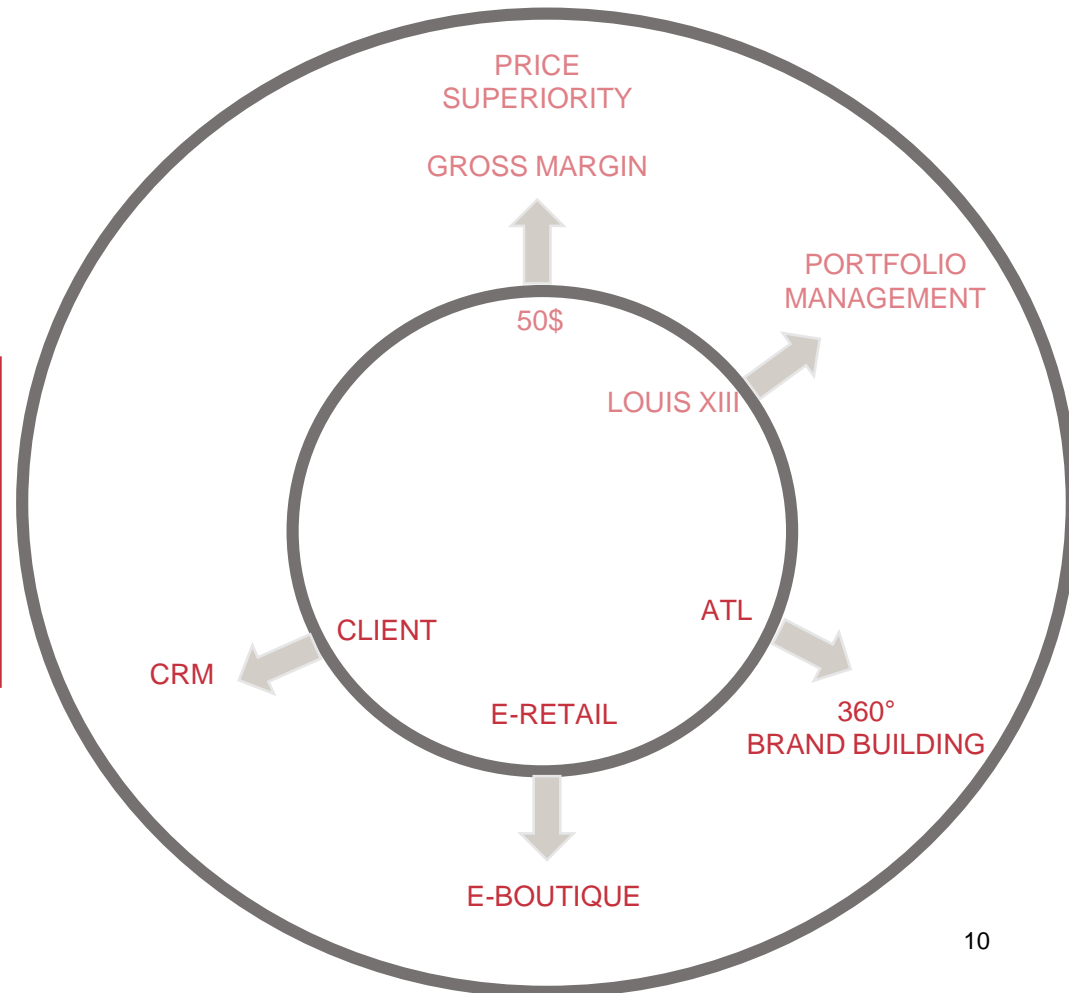 PRICE
SUPERIORITY
GROSS MARGIN
50$
PORTFOLIO
MANAGEMENT
LOUIS XIII
ATL
360°
BRAND BUILDING
CLIENT
CRM
E-RETAIL
E-BOUTIQUE
10